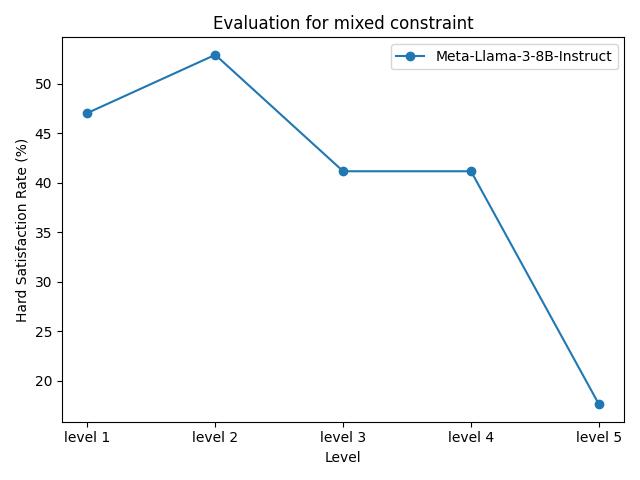 Evaluation for mixed constraint
Meta-Llama-3-8B-Instruct
Hard Satisfaction Rate (%)
50
45
40
35
30
25
20
level 1
level 2
level 3
level 4
level 5
Level